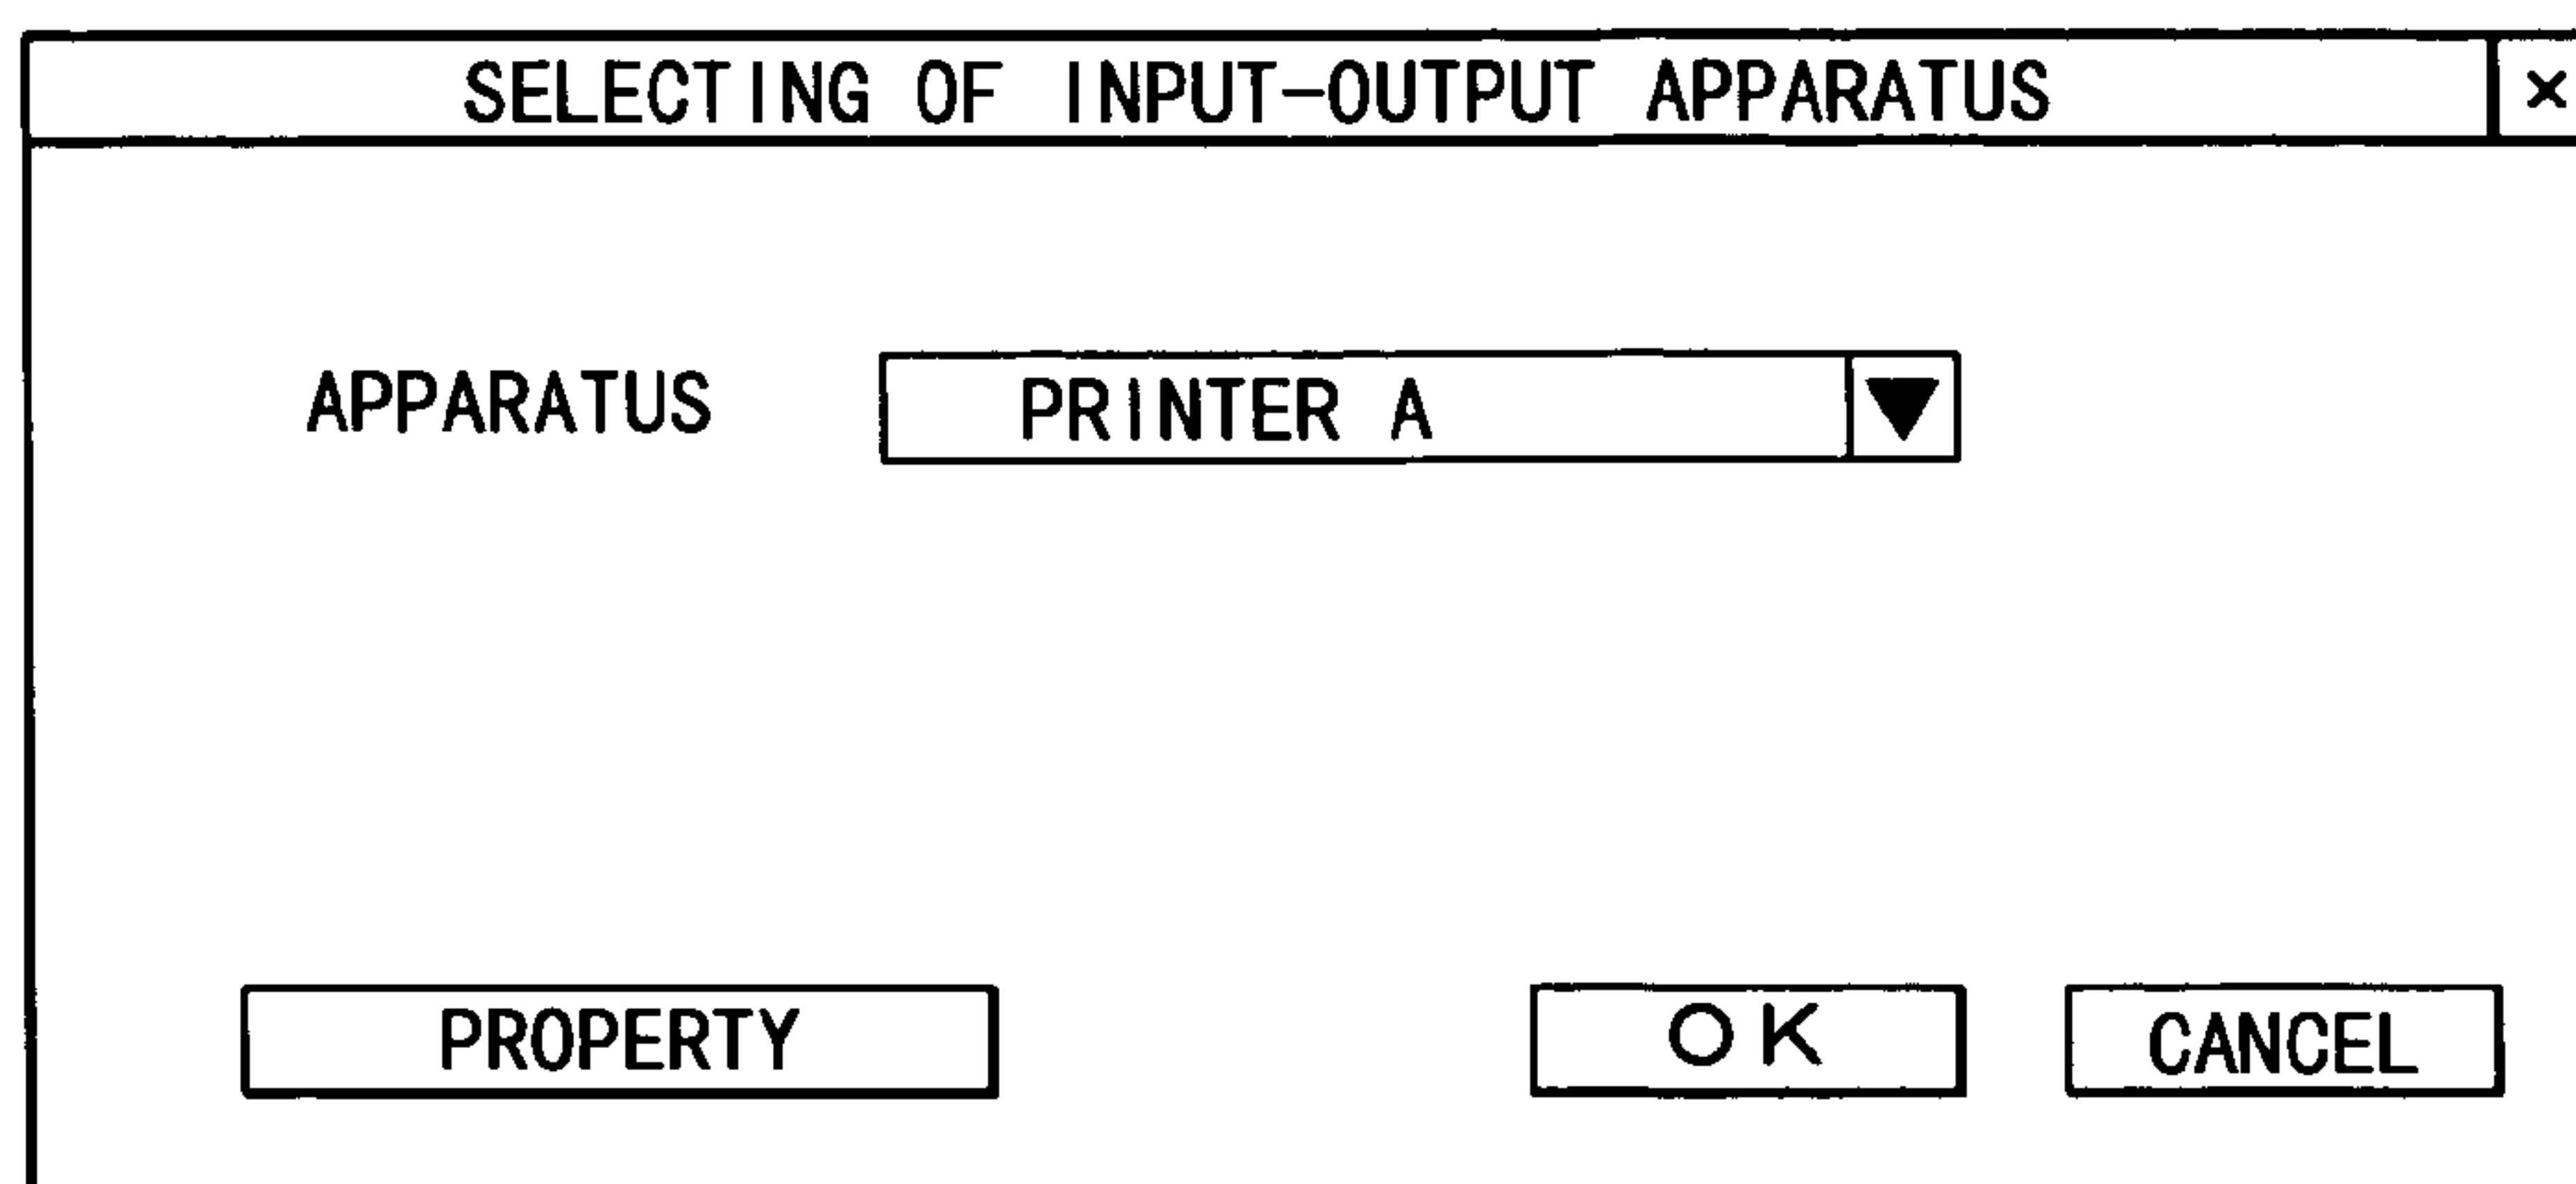 SELECTING OF INPUT-OUTPUT APPARATUS ×
APPARATUS PRINTER A ▼
PROPERTY OK CANCEL